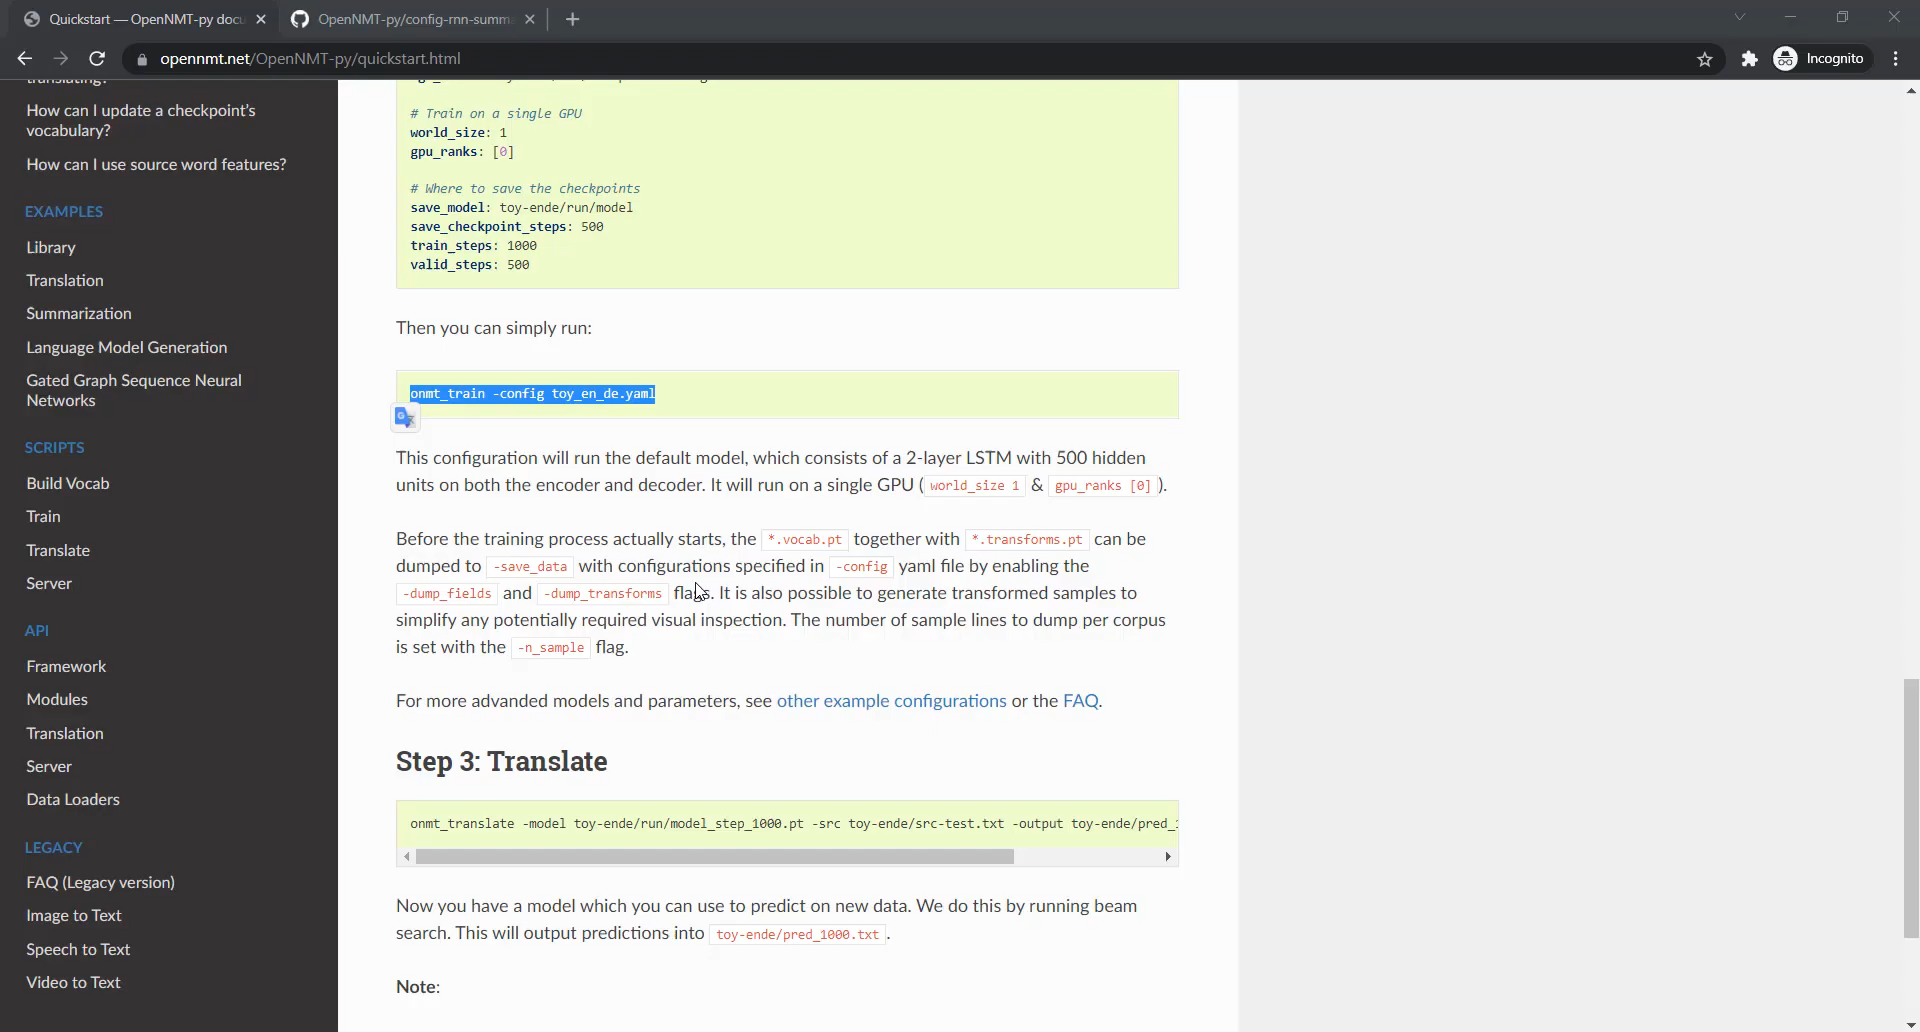 Quickstart — OpenNMT-py docu
OpenNMT-py/config-rnn-summ
opennmt.net/OpenNMT-py/quickstart.html
Incognito
translating?
How can I update a checkpoint's
vocabulary?
How can I use source word features?
EXAMPLES
Library
Translation
Summarization
Language Model Generation
Gated Graph Sequence Neural
Networks
SCRIPTS
Build Vocab
Train
Translate
Server
API
Framework
Modules
Translation
Server
Data Loaders
LEGACY
FAQ (Legacy version)
Image to Text
Speech to Text
Video to Text
# Train on a single GPU
world_size: 1
gpu_ranks: [0]
# Where to save the checkpoints
save_model: toy-ende/run/model
save_checkpoint_steps: 500
train_steps: 1000
valid_steps: 500
Then you can simply run:
onmt_train -config toy_en_de.yaml
This configuration will run the default model, which consists of a 2-layer LSTM with 500 hidden
units on both the encoder and decoder. It will run on a single GPU ( world_size 1 & gpu_ranks [0] ).
Before the training process actually starts, the *.vocab.pt together with *.transforms.pt can be
dumped to -save_data with configurations specified in -config yaml file by enabling the
-dump_fields and -dump_transforms flags. It is also possible to generate transformed samples to
simplify any potentially required visual inspection. The number of sample lines to dump per corpus
is set with the -n_sample flag.
For more advanded models and parameters, see other example configurations or the FAQ.
Step 3: Translate
onmt_translate -model toy-ende/run/model_step_1000.pt -src toy-ende/src-test.txt -output toy-ende/pred_1
Now you have a model which you can use to predict on new data. We do this by running beam
search. This will output predictions into toy-ende/pred_1000.txt .
Note: